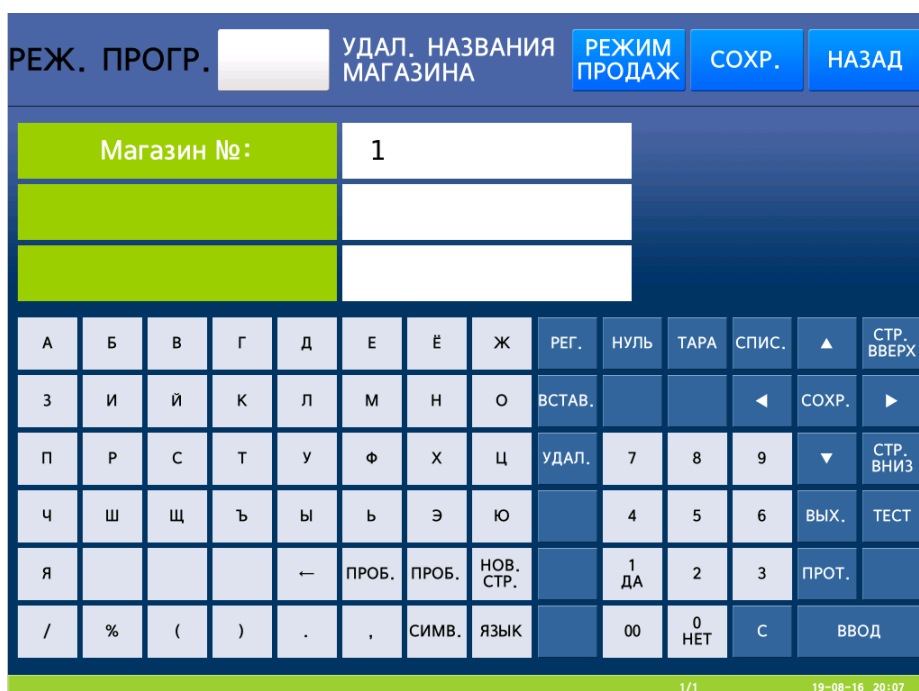 РЕЖ. ПРОГР.
УДАЛ. НАЗВАНИЯ
МАГАЗИНА
РЕЖИМ
ПРОДАЖ
СОХР.
НАЗАД
Магазин №:
1
А Б В Г Д Е Ё Ж РЕГ. НУЛЬ ТАРА СПИС. ▲ СТР. ВВЕРХ
З И Й К Л М Н О ВСТАВ. ◀ СОХР. ▶
П Р С Т У Ф Х Ц УДАЛ. 7 8 9 ▼ СТР. ВНИЗ
Ч Ш Щ Ъ Ы Ь Э Ю 4 5 6 ВЫХ. ТЕСТ
Я ← ПРОБ. ПРОБ. НОВ. СТР. 1 ДА 2 3 ПРОТ.
/ % ( ) . , СИМВ. ЯЗЫК 00 0 НЕТ C ВВОД
1/1 19-08-16 20:07